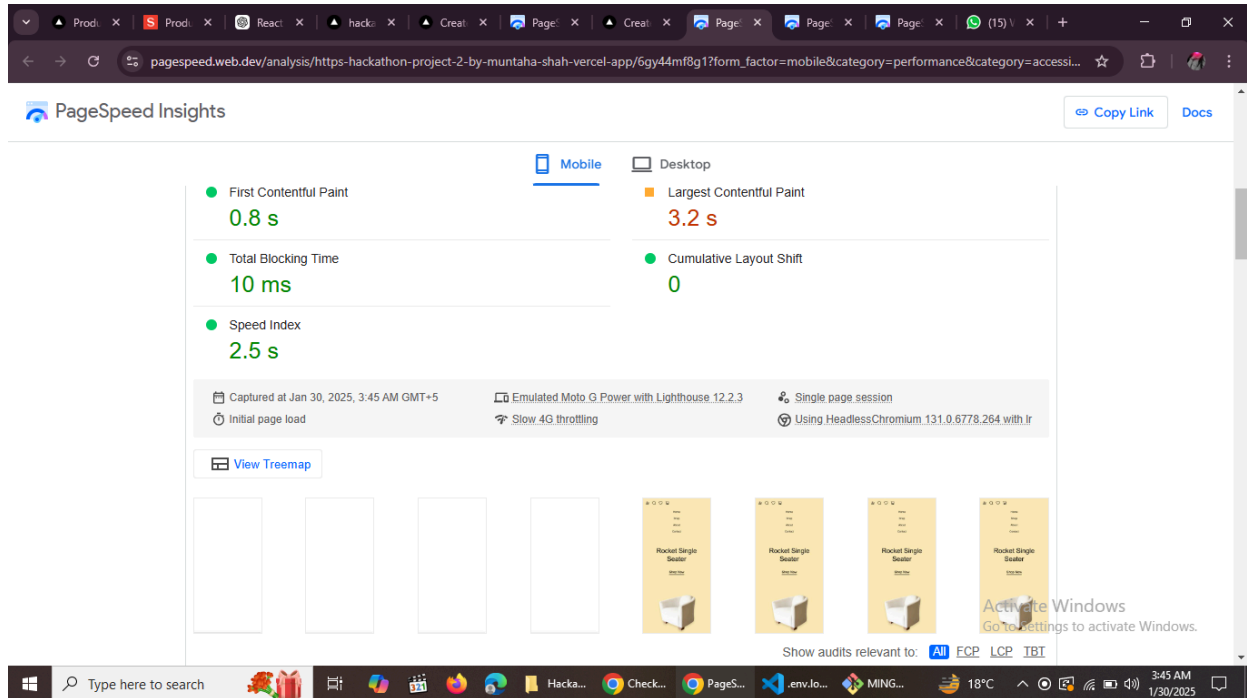 Produ
S Produ
React
hacka
Creat
Page
Creat
Page
Page
Page
(15)
pagespeed.web.dev/analysis/https-hackathon-project-2-by-muntaha-shah-vercel-app/6gy44mf8g1?form_factor=mobile&category=performance&category=accessi...
PageSpeed Insights
Copy Link
Docs
Mobile
Desktop
First Contentful Paint
0.8 s
Largest Contentful Paint
3.2 s
Total Blocking Time
10 ms
Cumulative Layout Shift
0
Speed Index
2.5 s
Captured at Jan 30, 2025, 3:45 AM GMT+5
Emulated Moto G Power with Lighthouse 12.2.3
Single page session
Initial page load
Slow 4G throttling
Using HeadlessChromium 131.0.6778.264 with lr
View Treemap
Rocket Single
Seater
Rocket Single
Seater
Rocket Single
Seater
Rocket Single
Seater
Activate Windows
Go to Settings to activate Windows.
Show audits relevant to: All FCP LCP TBT
Type here to search
321
Hacka...
Check...
PageS...
.env.lo...
MING...
18°C
3:45 AM
1/30/2025